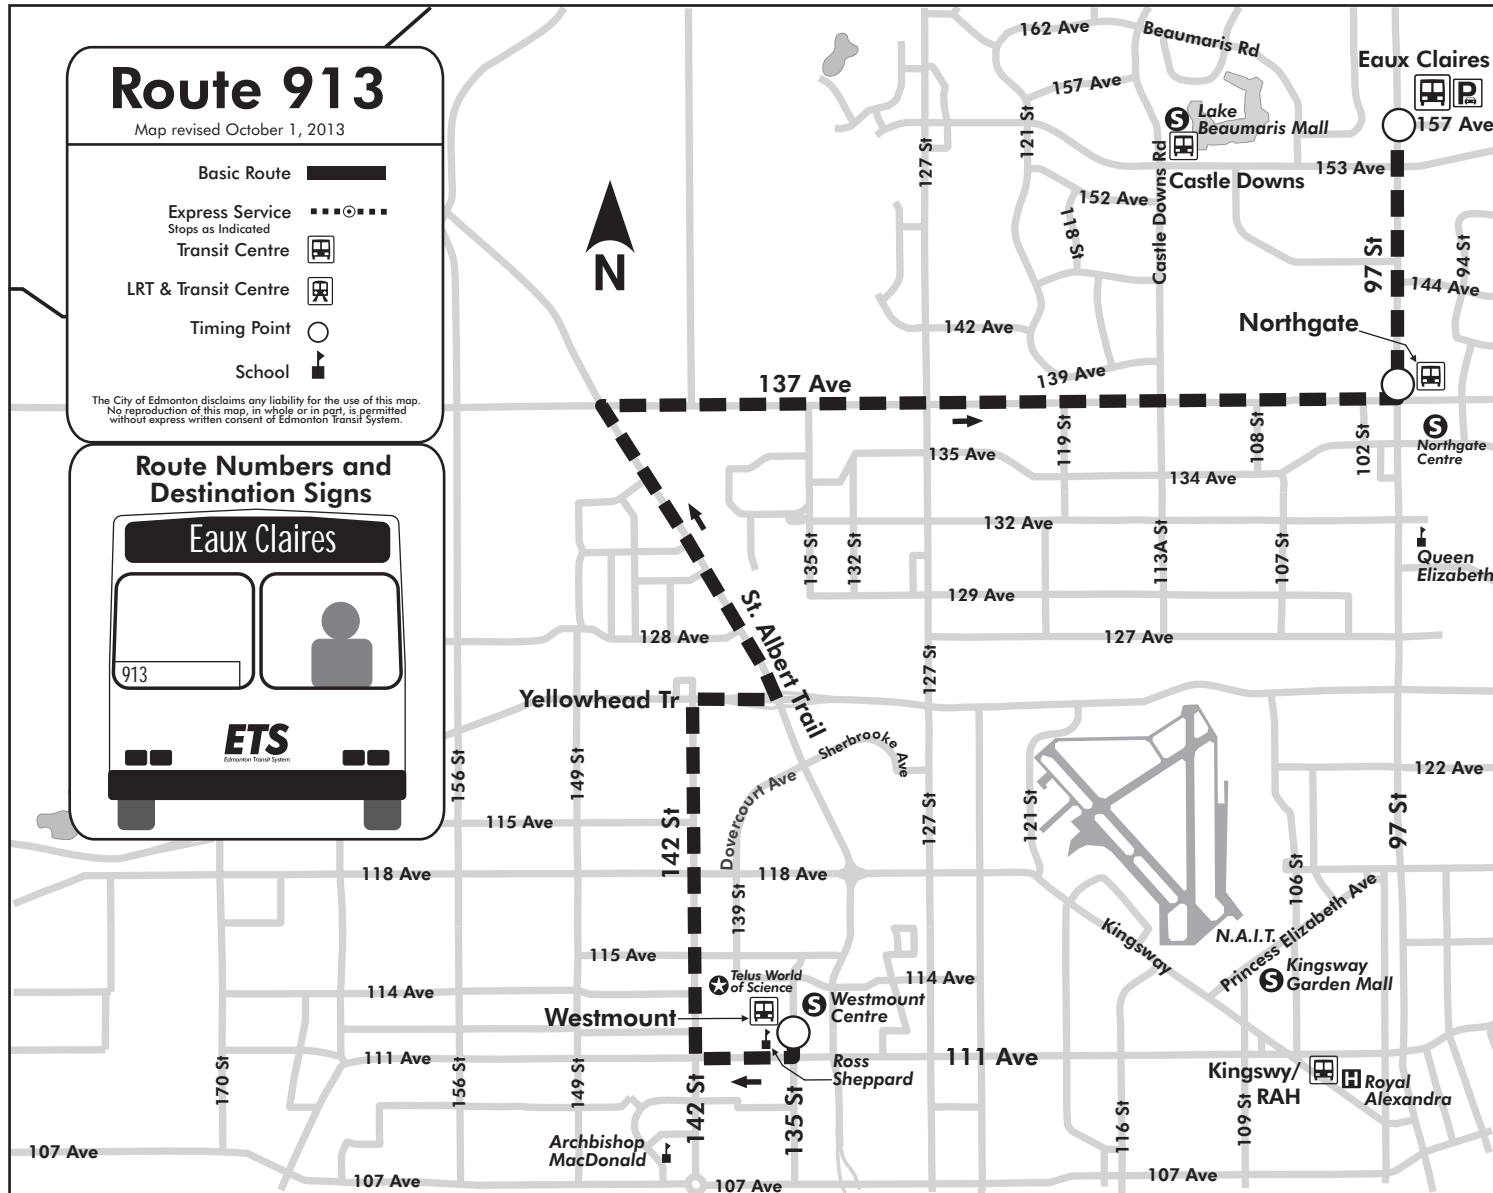 Route 913
Map revised October 1, 2013
Basic Route
Express Service
Stops as Indicated
Transit Centre
LRT & Transit Centre
Timing Point
School
The City of Edmonton disclaims any liability for the use of this map.
No reproduction of this map, in whole or in part, is permitted
without express written consent of Edmonton Transit System.
Route Numbers and
Destination Signs
Eaux Claires
913
ETS
Edmonton Transit System
N
162 Ave
Beaumaris Rd
Eaux Claires
P
157 Ave
157 Ave
S
Lake
Beaumaris Mall
121 St
127 St
153 Ave
Castle Downs
Castle Downs Rd
152 Ave
118 St
97 St
94 St
144 Ave
142 Ave
Northgate
139 Ave
137 Ave
119 St
108 St
102 St
S
Northgate
Centre
135 Ave
134 Ave
132 Ave
135 St
132 St
113A St
107 St
Queen
Elizabeth
129 Ave
St. Albert Trail
128 Ave
127 Ave
127 St
Yellowhead Tr
Sherbrooke Ave
156 St
149 St
122 Ave
Dovercourt Ave
127 St
121 St
97 St
115 Ave
142 St
118 Ave
118 Ave
106 St
139 St
Kingsway
N.A.I.T.
Princess Elizabeth Ave
115 Ave
Telus World
of Science
114 Ave
S
Kingsway
Garden Mall
114 Ave
S
Westmount
Centre
Westmount
111 Ave
111 Ave
Ross
Sheppard
Kingswy/
RAH
H
Royal
Alexandra
170 St
156 St
149 St
142 St
135 St
116 St
109 St
Archbishop
MacDonald
107 Ave
107 Ave
107 Ave
107 Ave